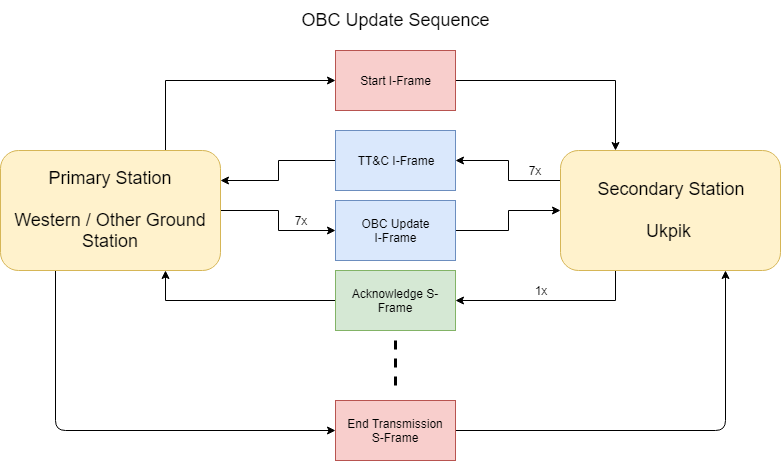 OBC Update Sequence
Start I-Frame
TT&C I-Frame
7x
Primary Station
Western / Other Ground
Station
Secondary Station
Ukpik
7x
OBC Update
I-Frame
Acknowledge S-
Frame
1x
End Transmission
S-Frame